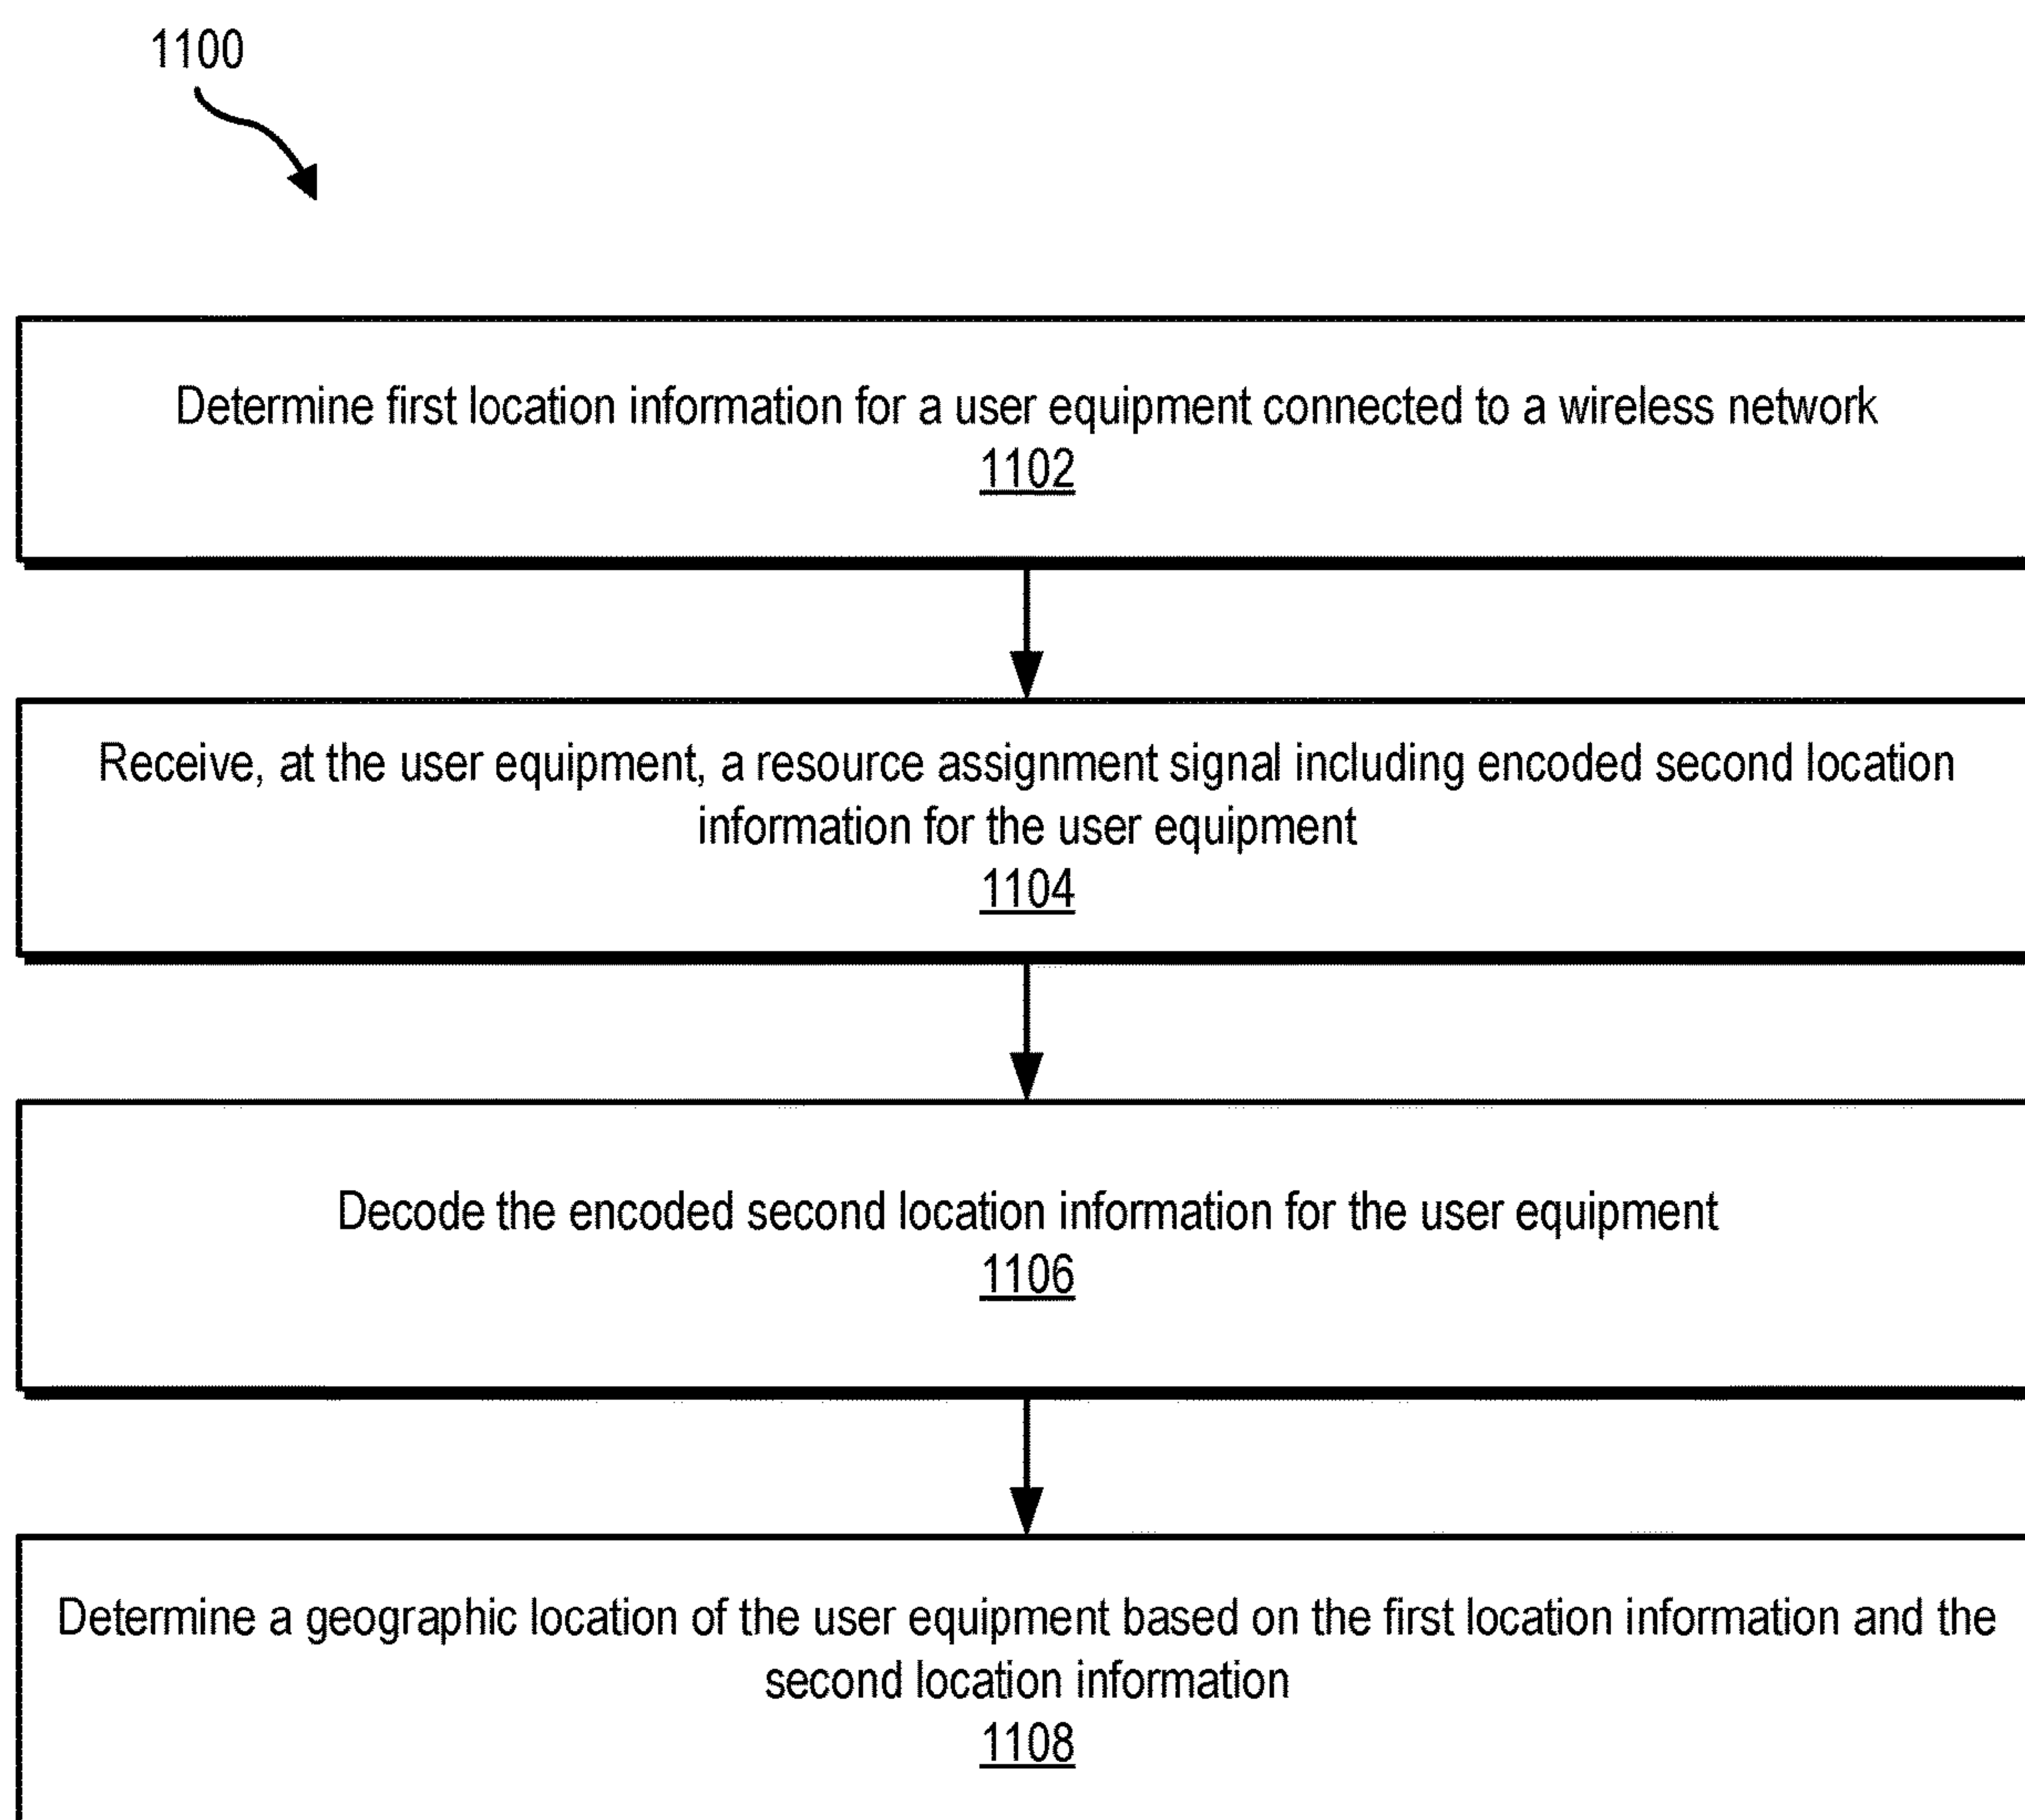 1100
Determine first location information for a user equipment connected to a wireless network
1102
Receive, at the user equipment, a resource assignment signal including encoded second location
information for the user equipment
1104
Decode the encoded second location information for the user equipment
1106
Determine a geographic location of the user equipment based on the first location information and the
second location information
1108